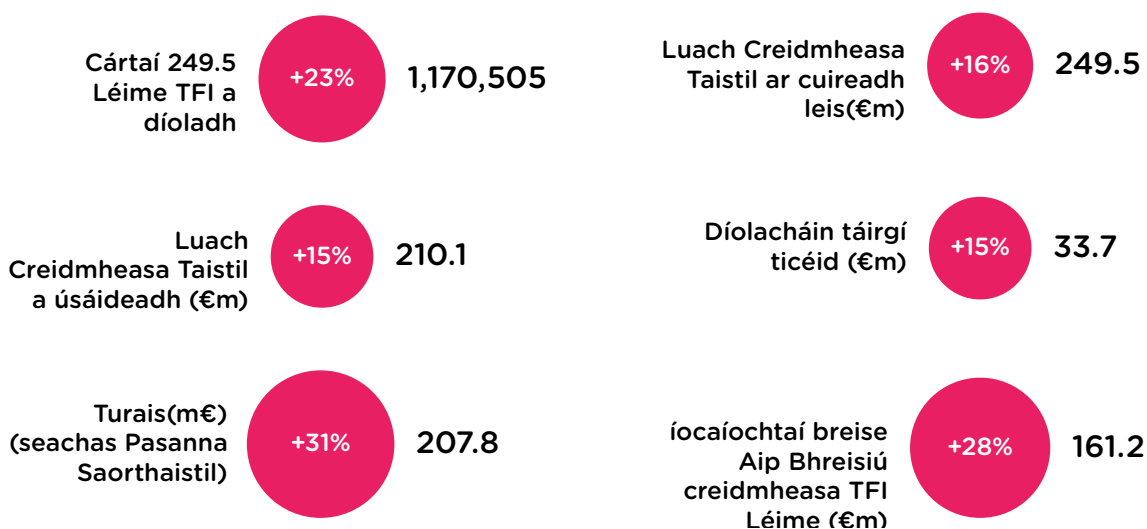 Cártaí 249.5
Léime TFI a
díoladh
+23%
1,170,505
Luach Creidmheasa
Taistil ar cuireadh
leis(€m)
+16%
249.5
Luach
Creidmheasa Taistil
a úsáideadh (€m)
+15%
210.1
Díolacháin táirgí
ticéid (€m)
+15%
33.7
Turais(m€)
(seachas Pasanna
Saorthaistil)
+31%
207.8
íocaíochtaí breise
Aip Bhreisiú
creidmheasa TFI
Léime (€m)
+28%
161.2